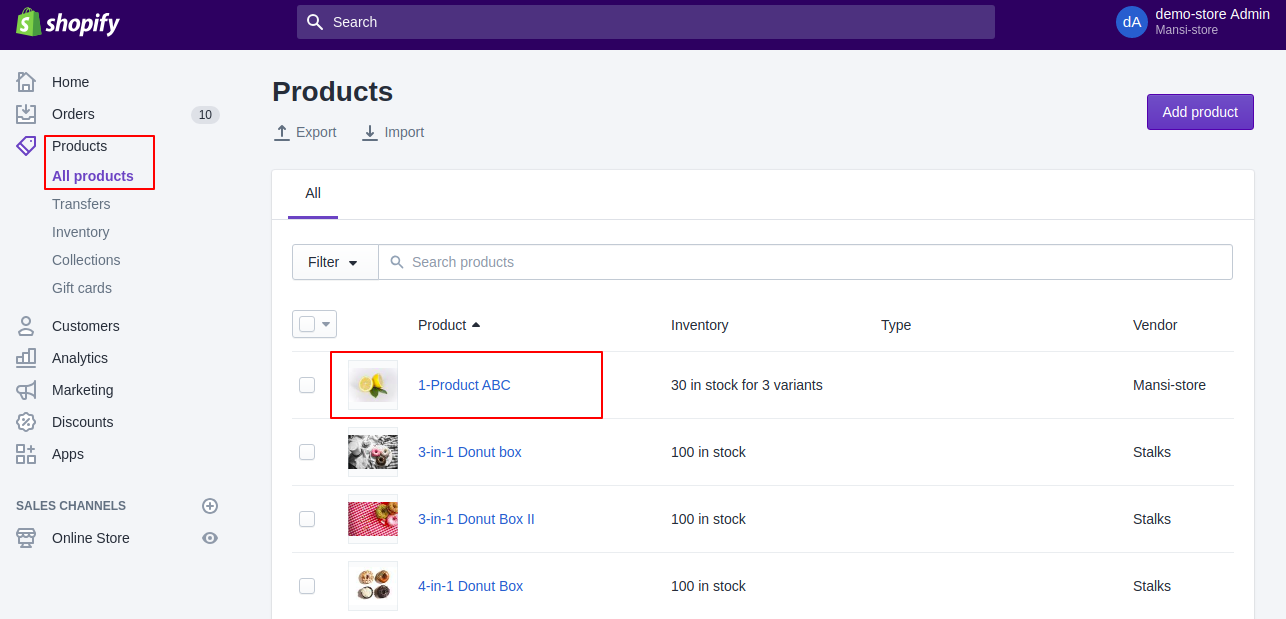 shopify
Search
dA
demo-store Admin
Mansi-store
Home
Orders 10
Products
All products
Transfers
Inventory
Collections
Gift cards
Customers
Analytics
Marketing
Discounts
Apps
SALES CHANNELS
Online Store
Products
Export Import
Add product
All
Filter Search products
Product Inventory Type Vendor
1-Product ABC 30 in stock for 3 variants Mansi-store
3-in-1 Donut box 100 in stock Stalks
3-in-1 Donut Box II 100 in stock Stalks
4-in-1 Donut Box 100 in stock Stalks